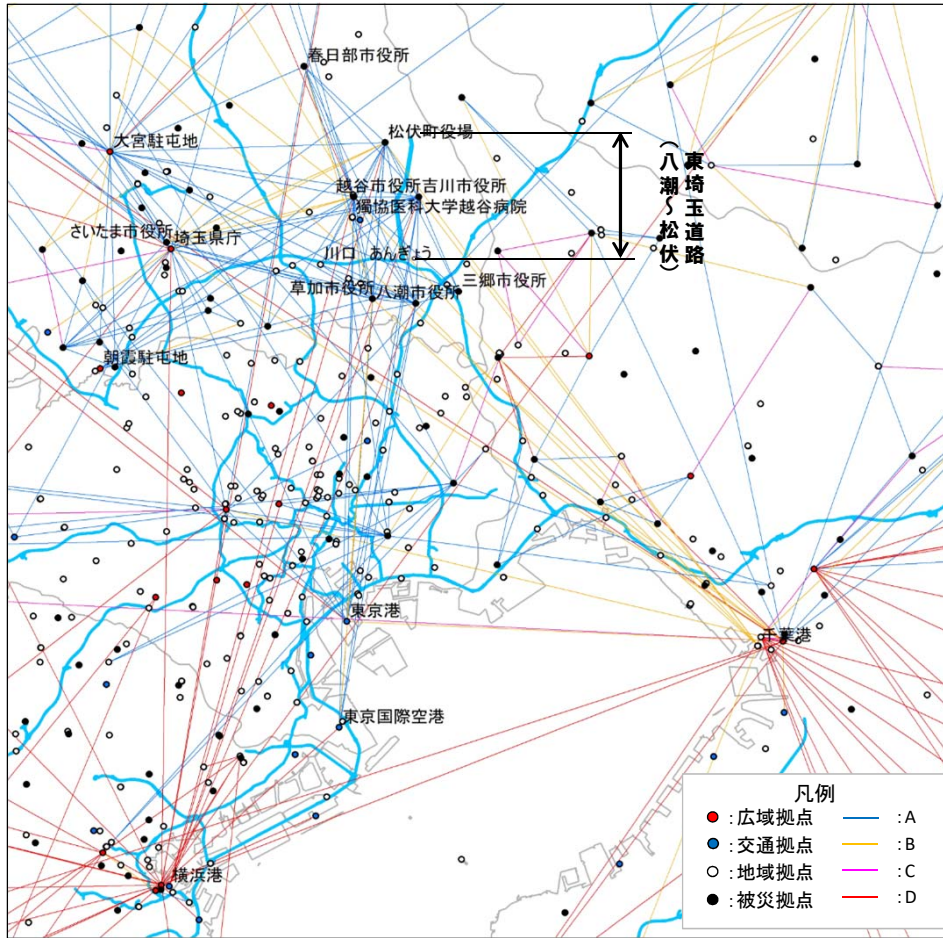 春日部市役所
大宮駐屯地
松伏町役場
東埼玉道路
(八潮~松伏)
越谷市役所吉川市役所
獨協医科大学越谷病院
さいたま市役所
埼玉県庁
川口 あんぎょう
三郷市役所
草加市役所
八潮市役所
朝霞駐屯地
東京港
千葉港
東京国際空港
横浜港
凡例
:広域拠点 :A
:交通拠点 :B
:地域拠点 :C
:被災拠点 :D